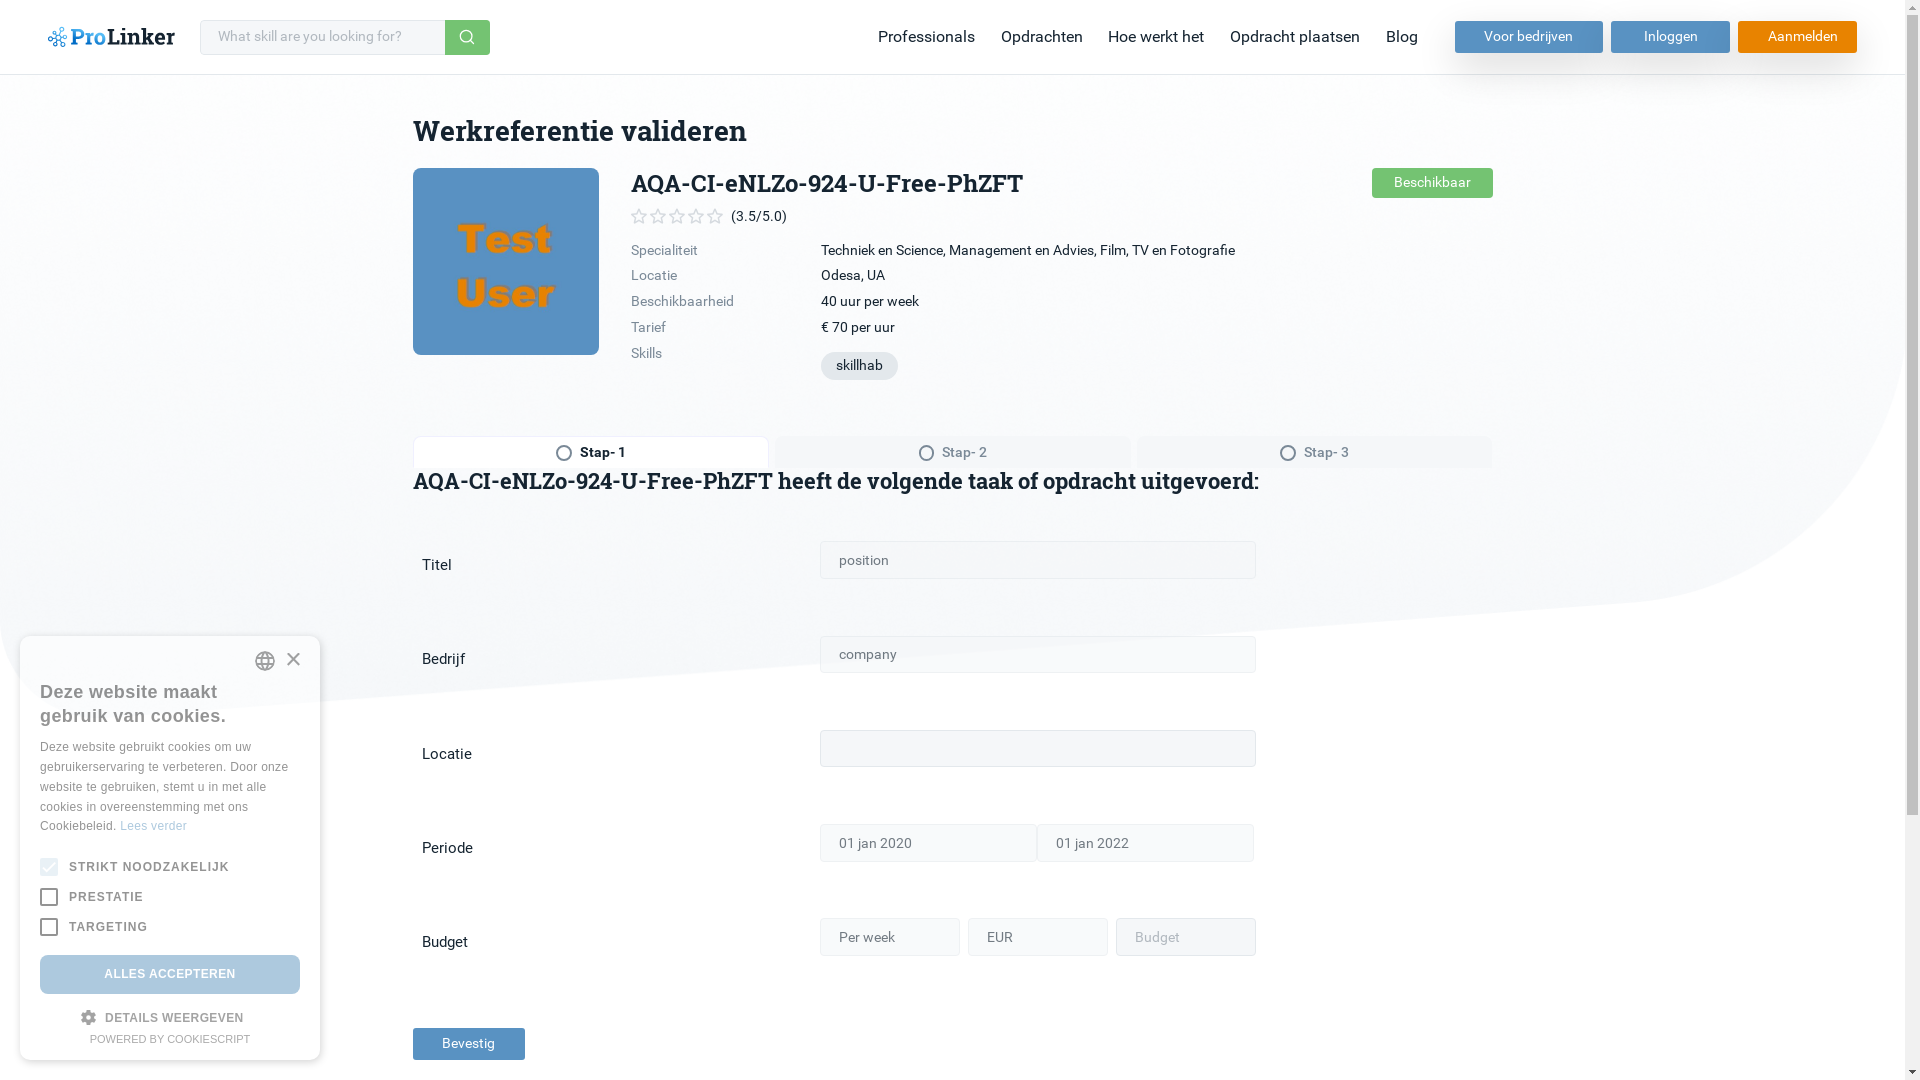 ProLinker
What skill are you looking for?
Professionals
Opdrachten
Hoe werkt het
Opdracht plaatsen
Blog
Voor bedrijven
Inloggen
Aanmelden
Werkreferentie valideren
Test
User
AQA-CI-eNLZo-924-U-Free-PhZFT
Beschikbaar
(3.5/5.0)
Specialiteit Techniek en Science, Management en Advies, Film, TV en Fotografie
Locatie Odesa, UA
Beschikbaarheid 40 uur per week
Tarief € 70 per uur
Skills skillhab
Stap- 1
Stap- 2
Stap- 3
AQA-CI-eNLZo-924-U-Free-PhZFT heeft de volgende taak of opdracht uitgevoerd:
Titel position
Bedrijf company
Locatie
Periode 01 jan 2020 01 jan 2022
Budget Per week EUR Budget
Bevestig
×
Deze website maakt
gebruik van cookies.
Deze website gebruikt cookies om uw
gebruikerservaring te verbeteren. Door onze
website te gebruiken, stemt u in met alle
cookies in overeenstemming met ons
Cookiebeleid. Lees verder
STRIKT NOODZAKELIJK
PRESTATIE
TARGETING
ALLES ACCEPTEREN
DETAILS WEERGEVEN
POWERED BY COOKIESCRIPT